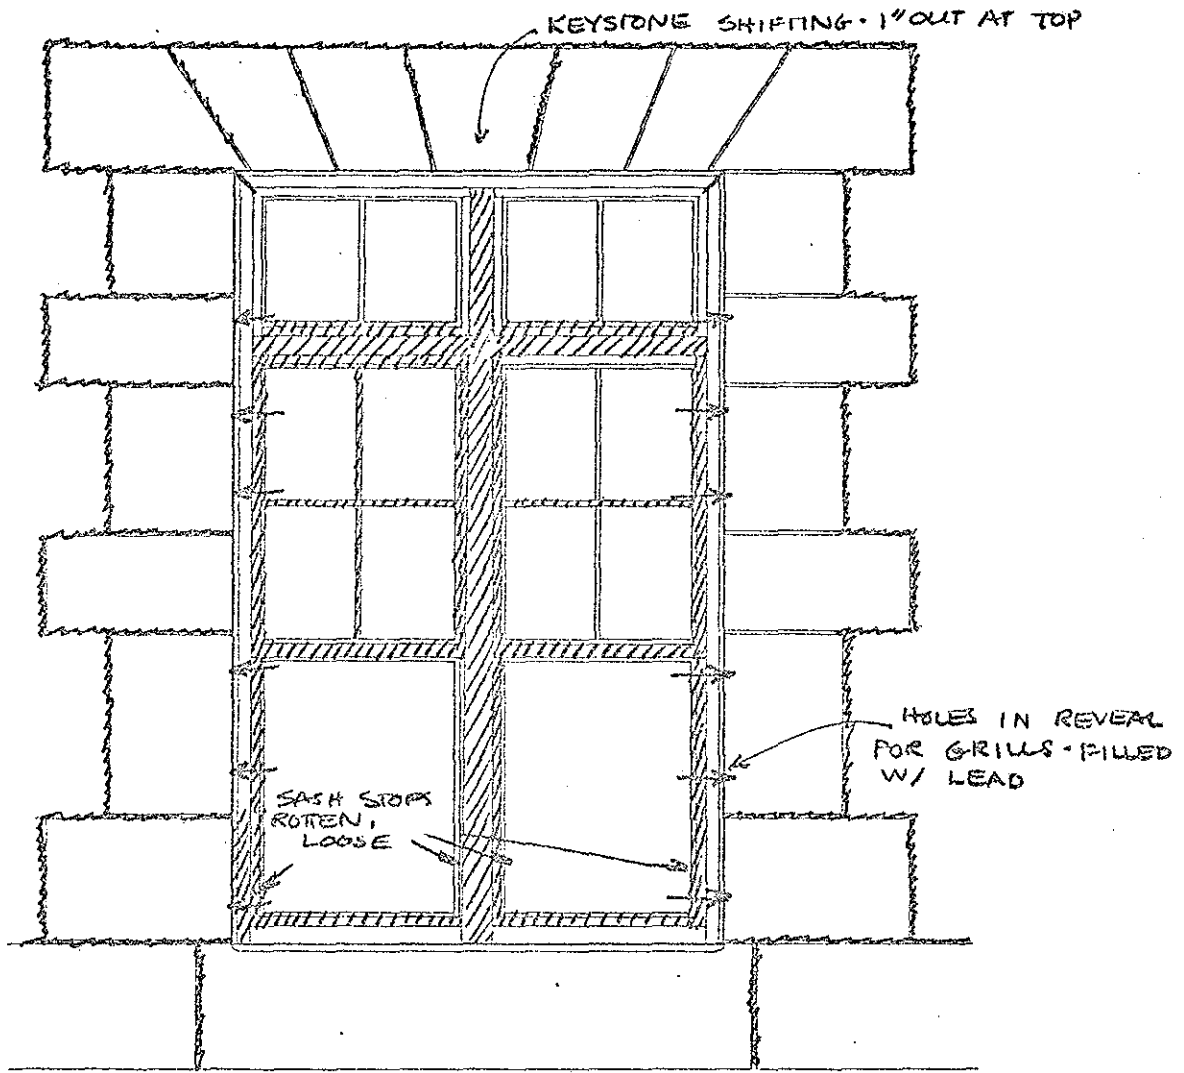 KEYSTONE SHIFTING · 1" OUT AT TOP
HOLES IN REVEAL
FOR GRILLS · FILLED
W/ LEAD
SASH STOPS
ROTTEN,
LOOSE